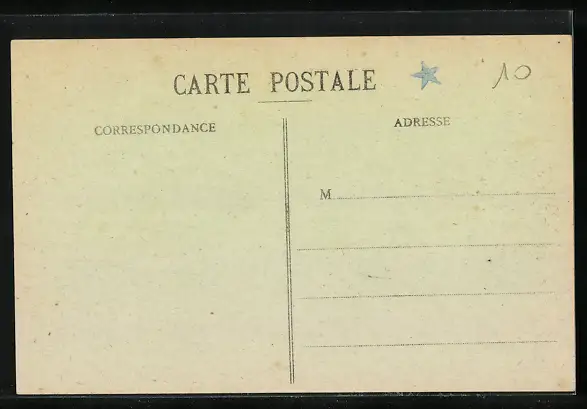 CARTE POSTALE
10
CORRESPONDANCE
ADRESSE
M